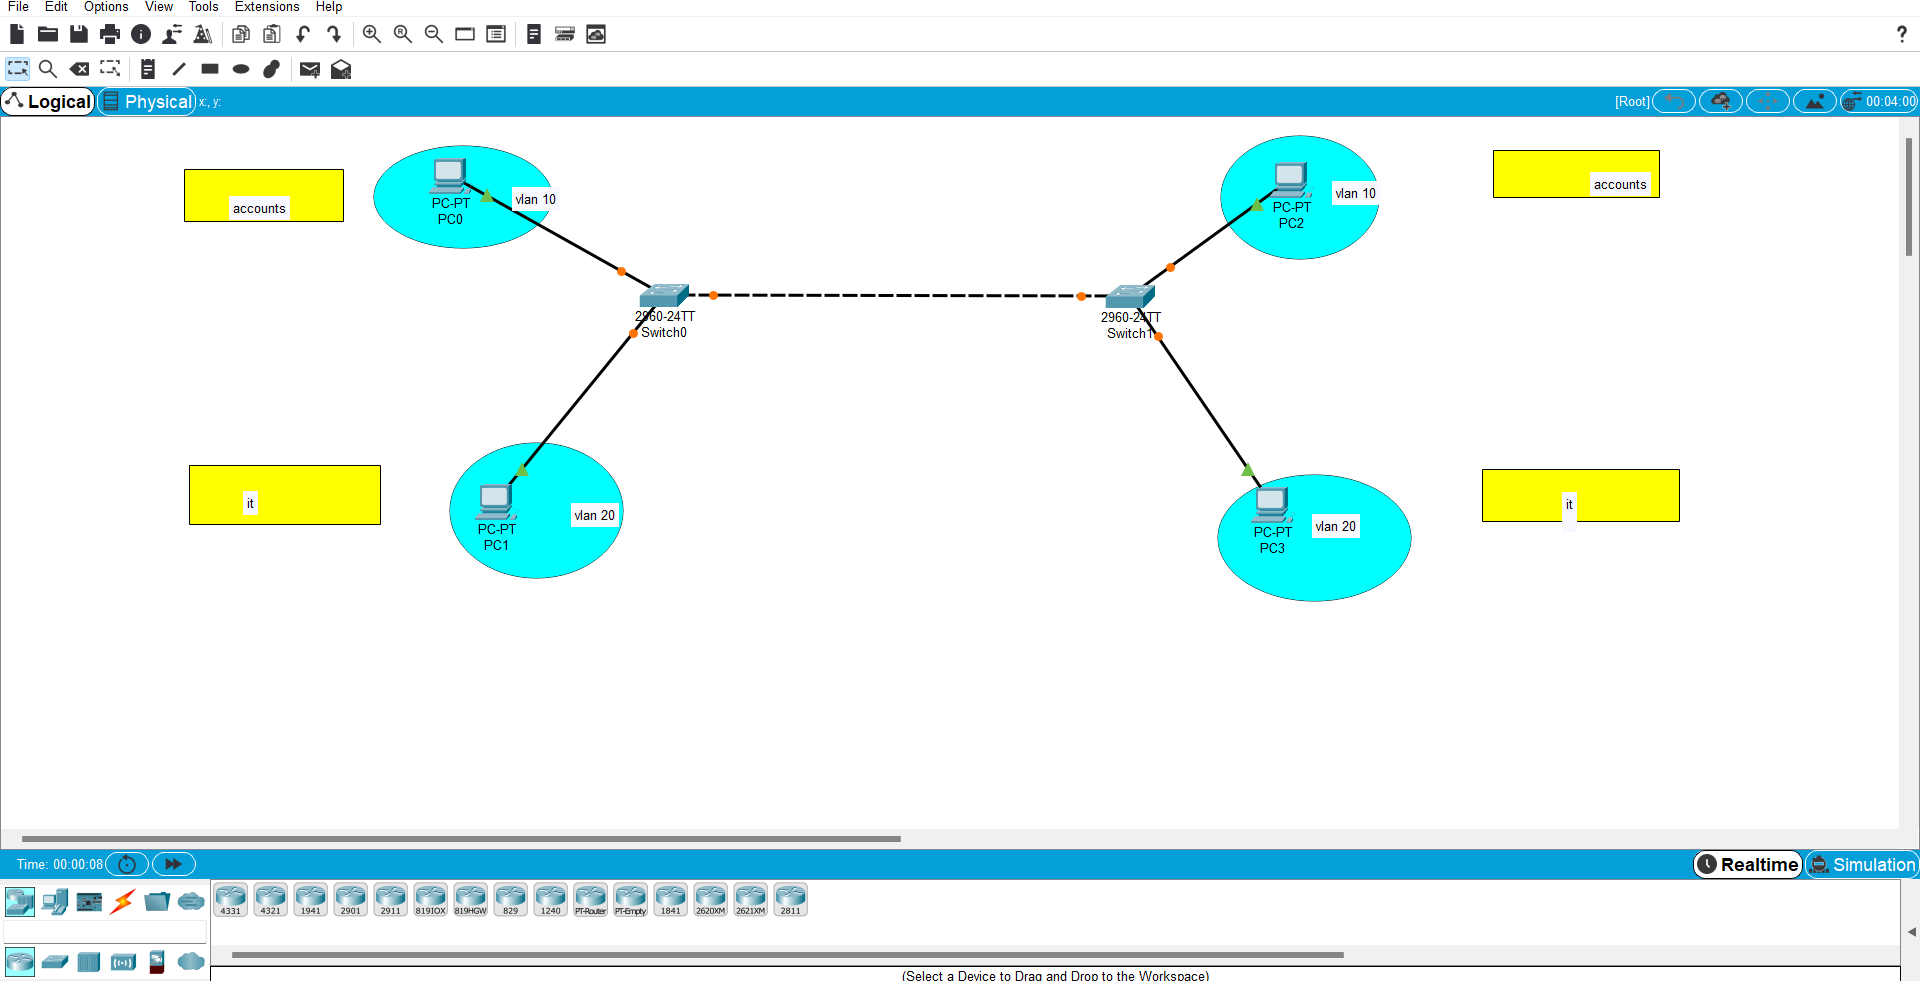 File Edit Options View Tools Extensions Help
?
Logical Physical x:, y: [Root] 00:04:00
accounts
PC-PT
PC0
vlan 10
PC-PT
PC2
vlan 10
accounts
2960-24TT
Switch0
2960-24TT
Switch1
it
PC-PT
PC1
vlan 20
PC-PT
PC3
vlan 20
it
Time: 00:00:08 Realtime Simulation
4331 4321 1941 2901 2911 819IOX 819HGW 829 1240 PT-Router PT-Empty 1841 2620XM 2621XM 2811
(Select a Device to Drag and Drop to the Workspace)